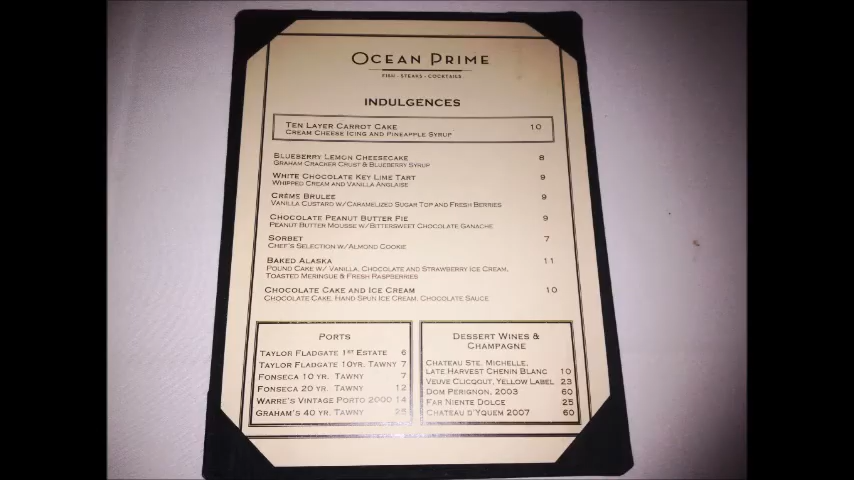 OCEAN PRIME
FISH · STEAKS · COCKTAILS
INDULGENCES
TEN LAYER CARROT CAKE 10
CREAM CHEESE ICING AND PINEAPPLE SYRUP
BLUEBERRY LEMON CHEESECAKE 8
GRAHAM CRACKER CRUST & BLUEBERRY SYRUP
WHITE CHOCOLATE KEY LIME TART 9
WHIPPED CREAM AND VANILLA ANGLAISE
CRÈME BRULEE 9
VANILLA CUSTARD W/CARAMELIZED SUGAR TOP AND FRESH BERRIES
CHOCOLATE PEANUT BUTTER PIE 9
PEANUT BUTTER MOUSSE W/BITTERSWEET CHOCOLATE GANACHE
SORBET 7
CHEF'S SELECTION W/ALMOND COOKIE
BAKED ALASKA 11
POUND CAKE W/ VANILLA, CHOCOLATE AND STRAWBERRY ICE CREAM,
TOASTED MERINGUE & FRESH RASPBERRIES
CHOCOLATE CAKE AND ICE CREAM 10
CHOCOLATE CAKE, HAND SPUN ICE CREAM, CHOCOLATE SAUCE
PORTS
TAYLOR FLADGATE 1ST ESTATE 6
TAYLOR FLADGATE 10YR. TAWNY 7
FONSECA 10 YR. TAWNY 7
FONSECA 20 YR. TAWNY 12
WARRE'S VINTAGE PORTO 2000 14
GRAHAM'S 40 YR. TAWNY
DESSERT WINES &
CHAMPAGNE
CHATEAU STE. MICHELLE,
LATE HARVEST CHENIN BLANC 10
VEUVE CLICQOUT, YELLOW LABEL 23
DOM PERIGNON, 2003 60
FAR NIENTE DOLCE 25
CHATEAU D'YQUEM 2007 60